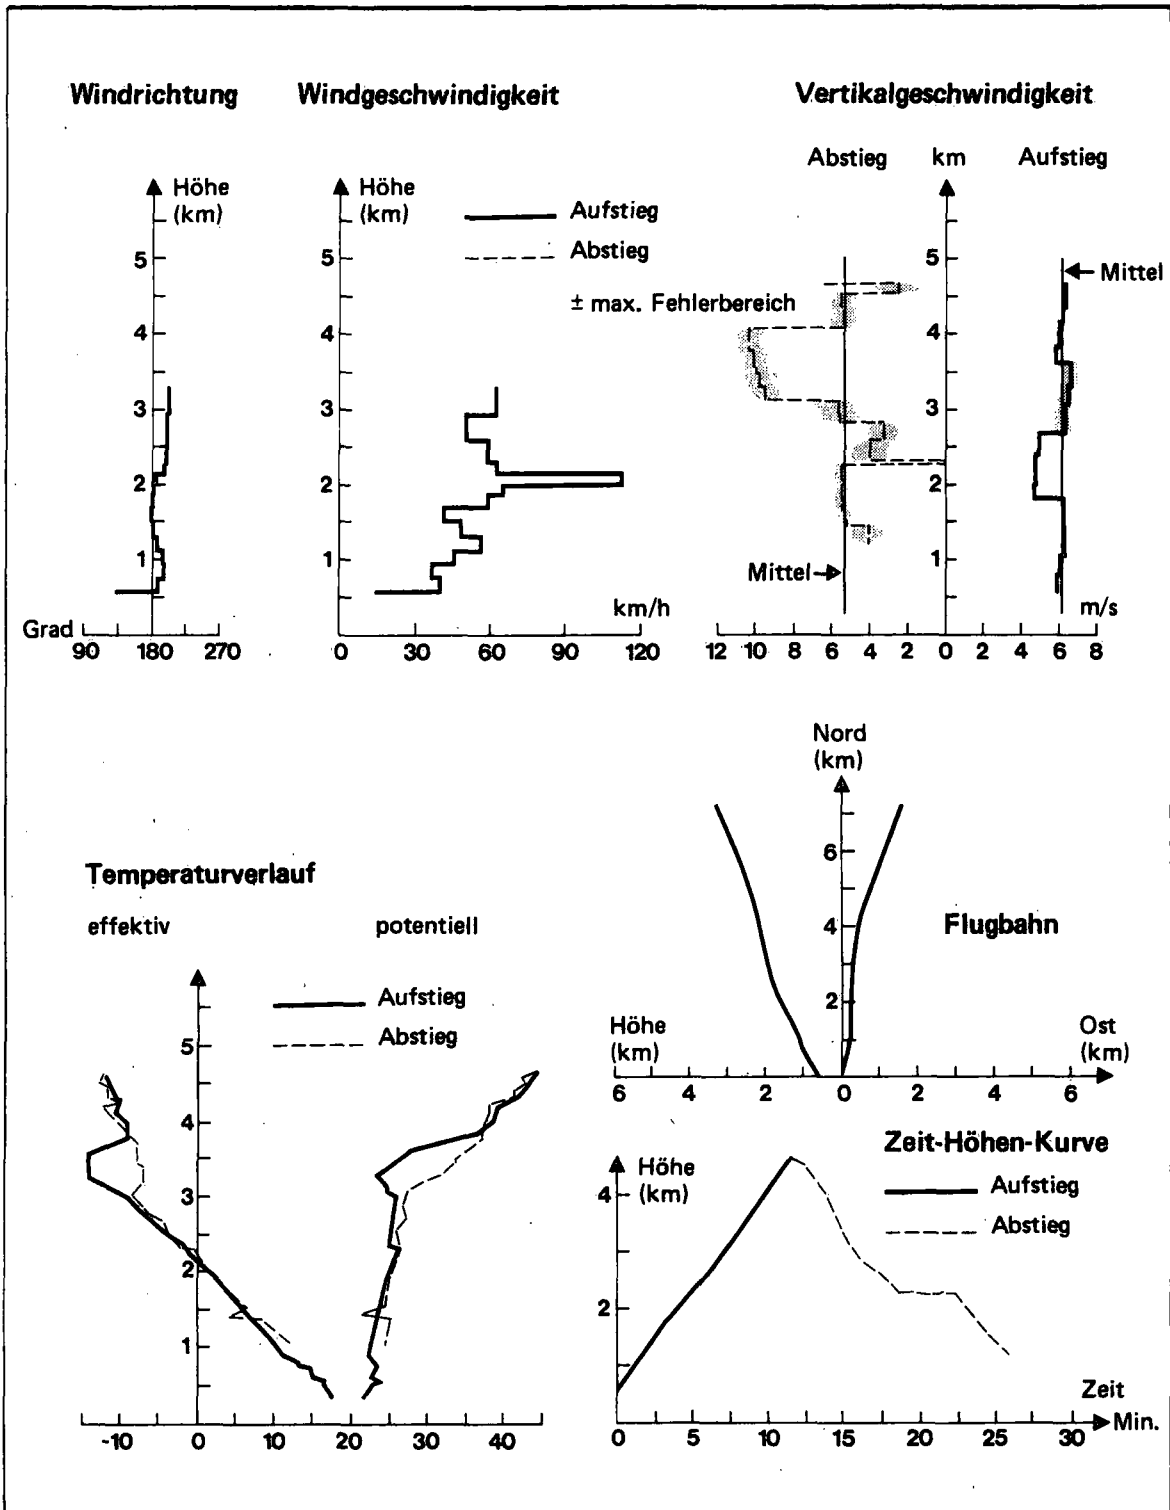 Windrichtung
Windgeschwindigkeit
Vertikalgeschwindigkeit
Abstieg km Aufstieg
Höhe
(km)
Höhe
(km)
Aufstieg
Abstieg
± max. Fehlerbereich
5
4
3
2
1
Grad
90 180 270
5
4
3
2
1
km/h
0 30 60 90 120
5
4
3
2
1
Mittel
Mittel
m/s
12 10 8 6 4 2 0 2 4 6 8
Temperaturverlauf
effektiv potentiell
Aufstieg
Abstieg
5
4
3
2
1
-10 0 10 20 30 40
Nord
(km)
6
4
2
Flugbahn
Höhe
(km)
Ost
(km)
6 4 2 0 2 4 6
Zeit-Höhen-Kurve
Höhe
(km)
Aufstieg
Abstieg
4
2
Zeit
Min.
0 5 10 15 20 25 30